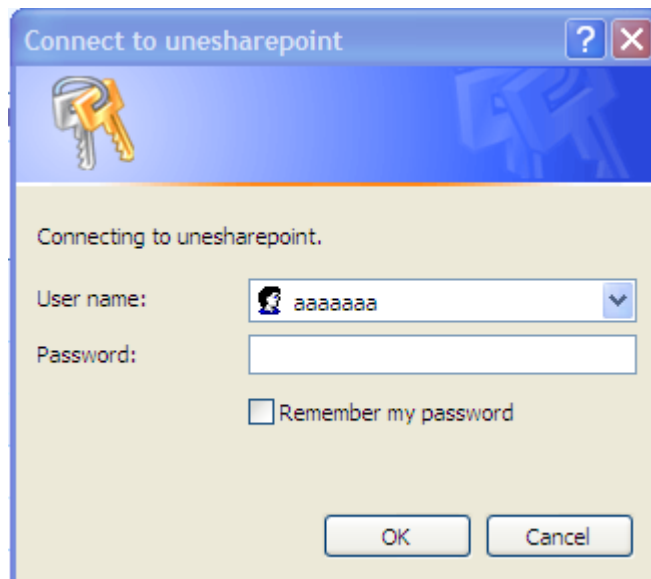 Connect to unesharepoint
Connecting to unesharepoint.
User name: aaaaaaa
Password:
Remember my password
OK Cancel